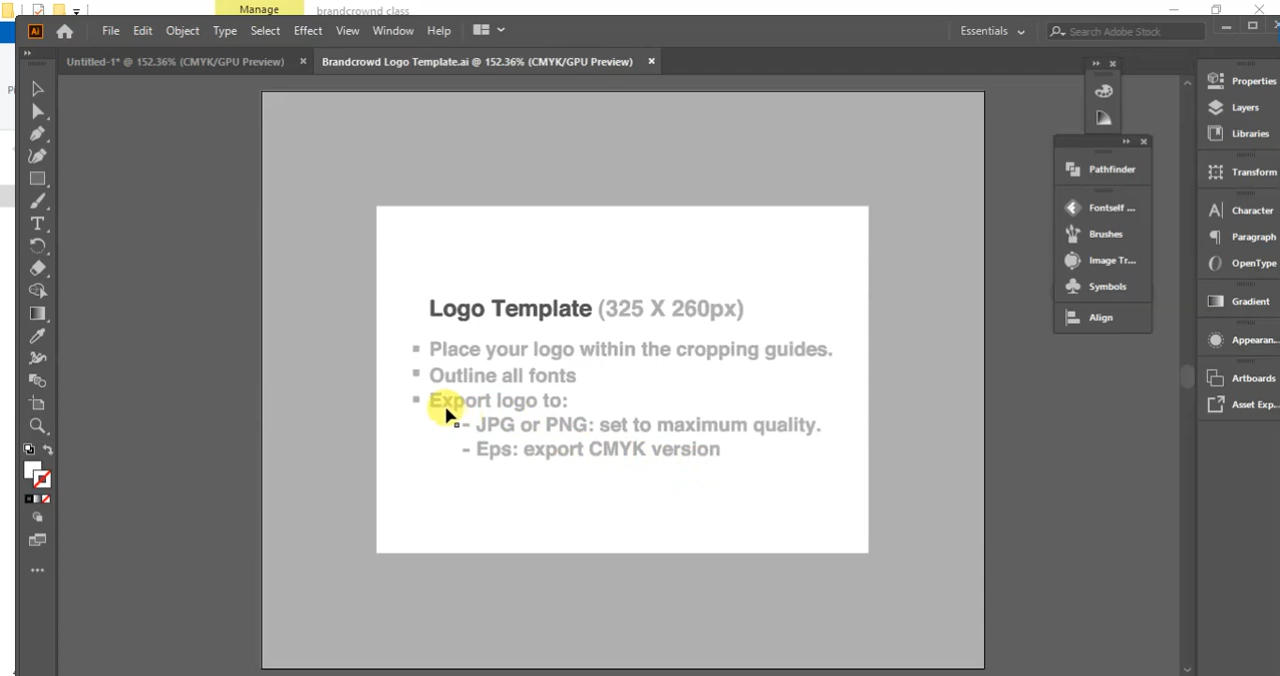 Manage
brandcrownd class
Ai File Edit Object Type Select Effect View Window Help Essentials Search Adobe Stock
Untitled-1* @ 152.36% (CMYK/GPU Preview) Brandcrowd Logo Template.ai @ 152.36% (CMYK/GPU Preview)
Properties
Layers
Libraries
Pathfinder
Transform
Fontself ...
Character
Brushes
Paragraph
Image Tr...
OpenType
Symbols
Gradient
Align
Appearan...
Artboards
Asset Exp...
Logo Template (325 X 260px)
▪ Place your logo within the cropping guides.
▪ Outline all fonts
▪ Export logo to:
- JPG or PNG: set to maximum quality.
- Eps: export CMYK version